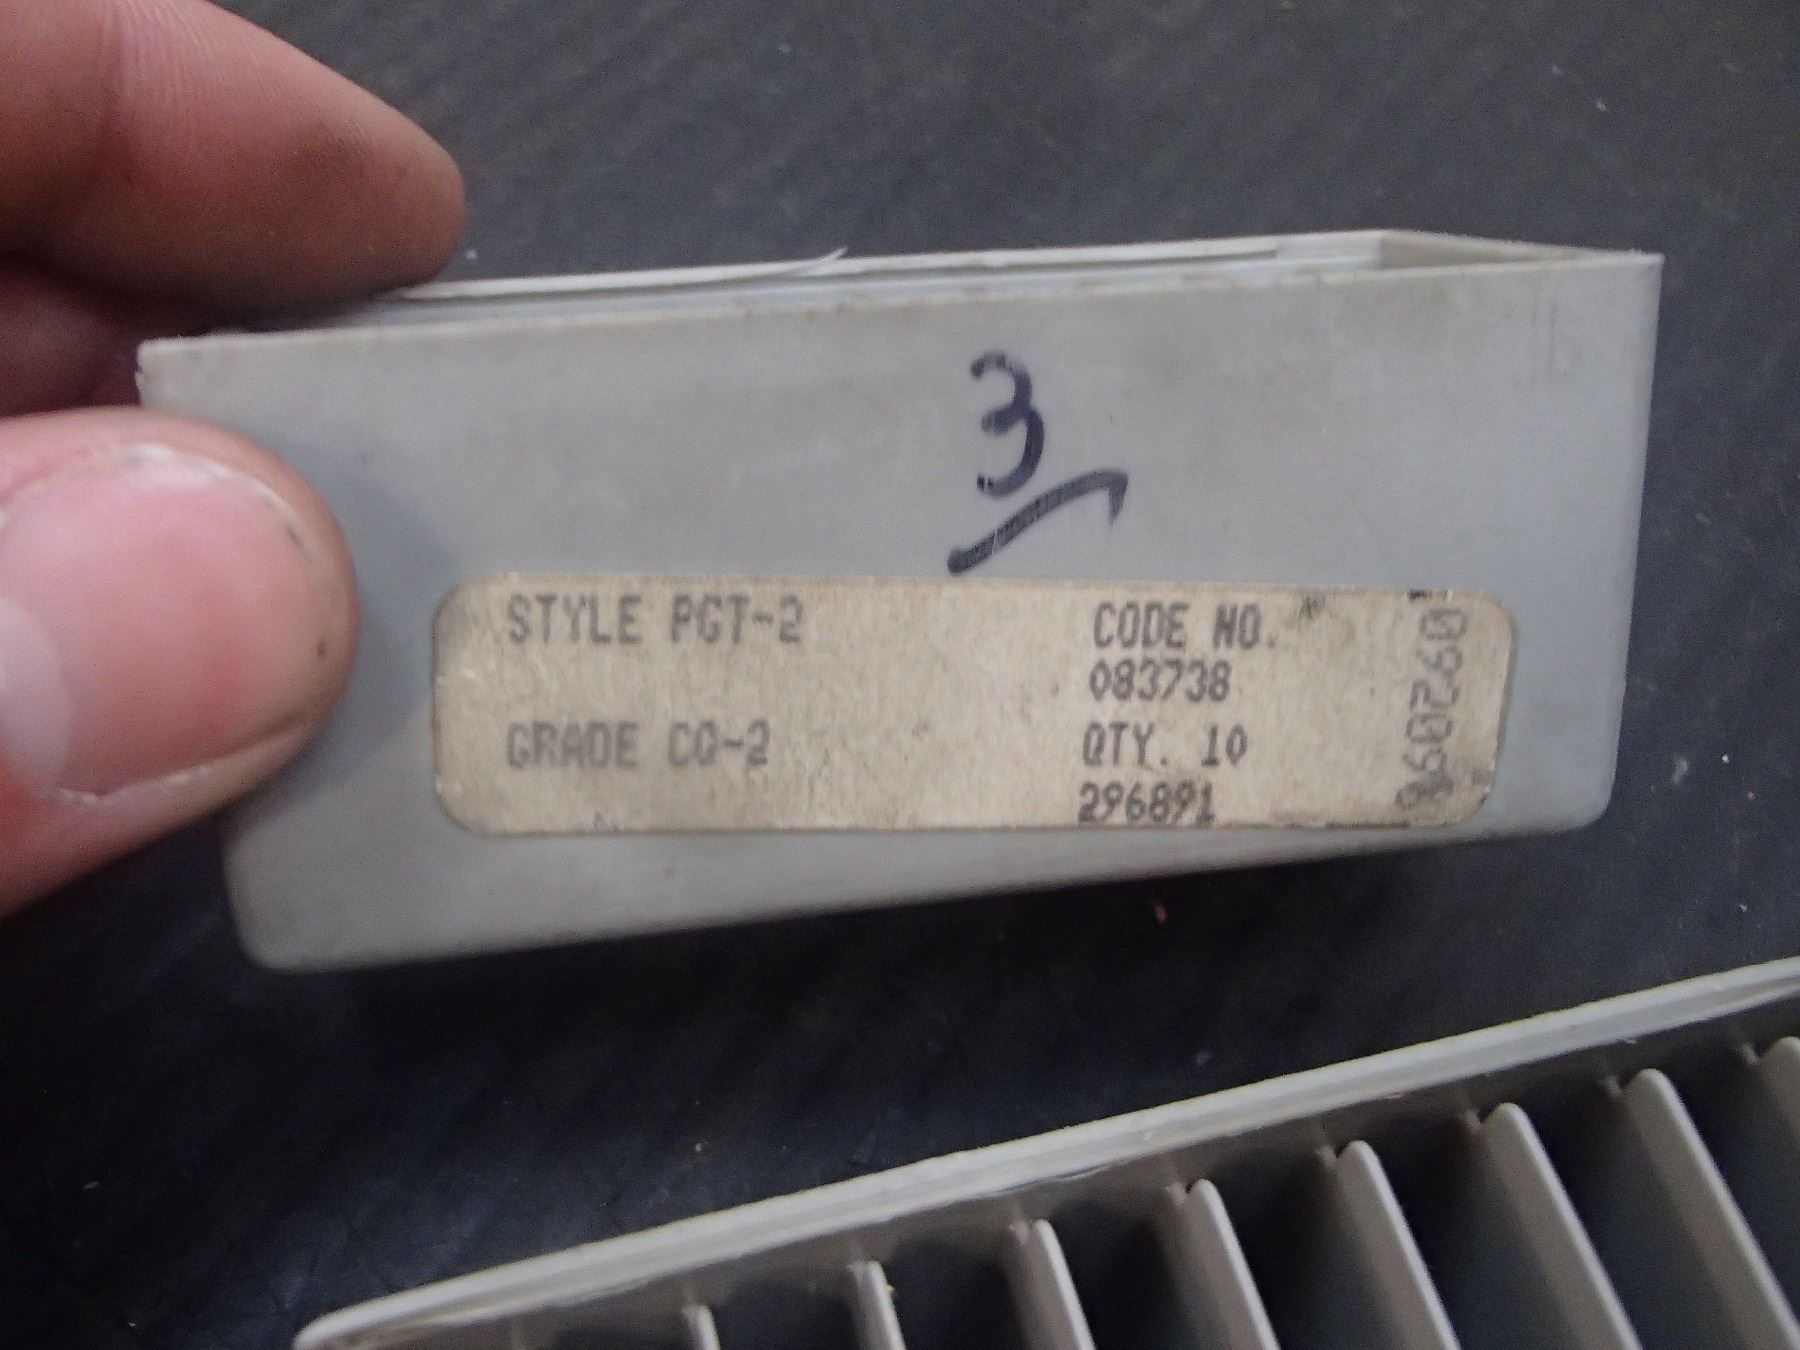 3
STYLE PGT-2
CODE NO.
083738
GRADE CQ-2
QTY. 10
296891